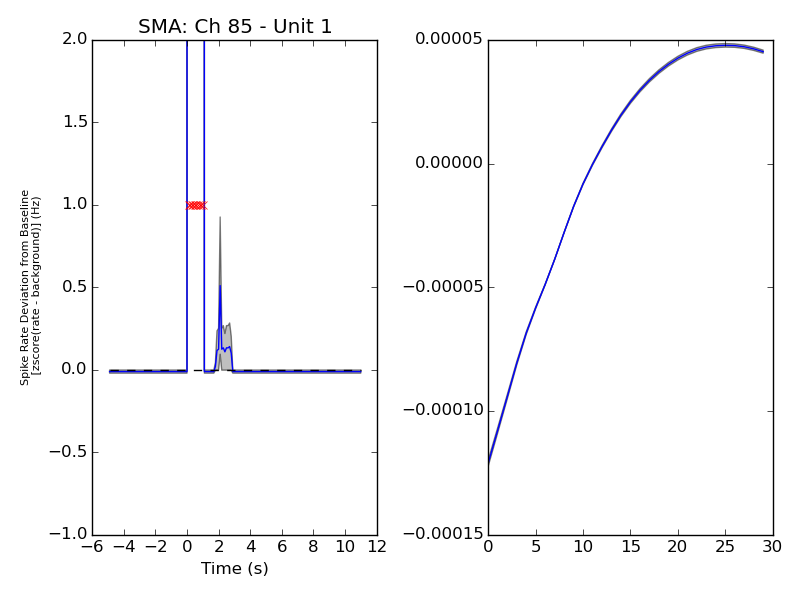 SMA: Ch 85 - Unit 1
Spike Rate Deviation from Baseline
[zscore(rate - background)] (Hz)
2.0
1.5
1.0
0.5
0.0
−0.5
−1.0
−6 −4 −2 0 2 4 6 8 10 12
Time (s)
0.00005
0.00000
−0.00005
−0.00010
−0.00015
0 5 10 15 20 25 30